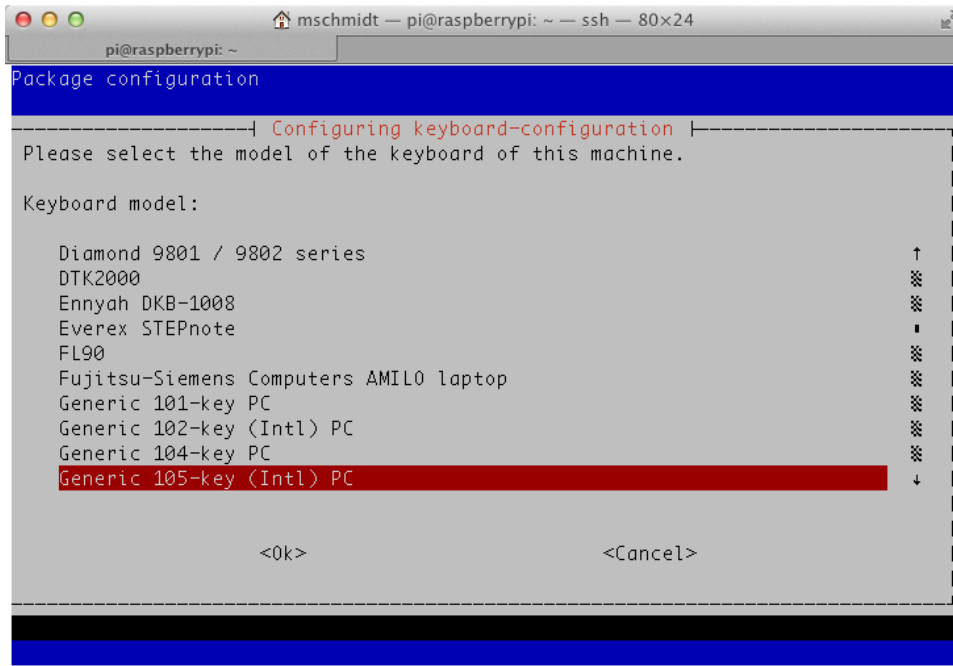 mschmidt — pi@raspberrypi: ~ — ssh — 80×24
pi@raspberrypi: ~
Package configuration
Configuring keyboard-configuration
Please select the model of the keyboard of this machine.
Keyboard model:
Diamond 9801 / 9802 series
DTK2000
Ennyah DKB-1008
Everex STEPnote
FL90
Fujitsu-Siemens Computers AMILO laptop
Generic 101-key PC
Generic 102-key (Intl) PC
Generic 104-key PC
Generic 105-key (Intl) PC
<Ok> <Cancel>